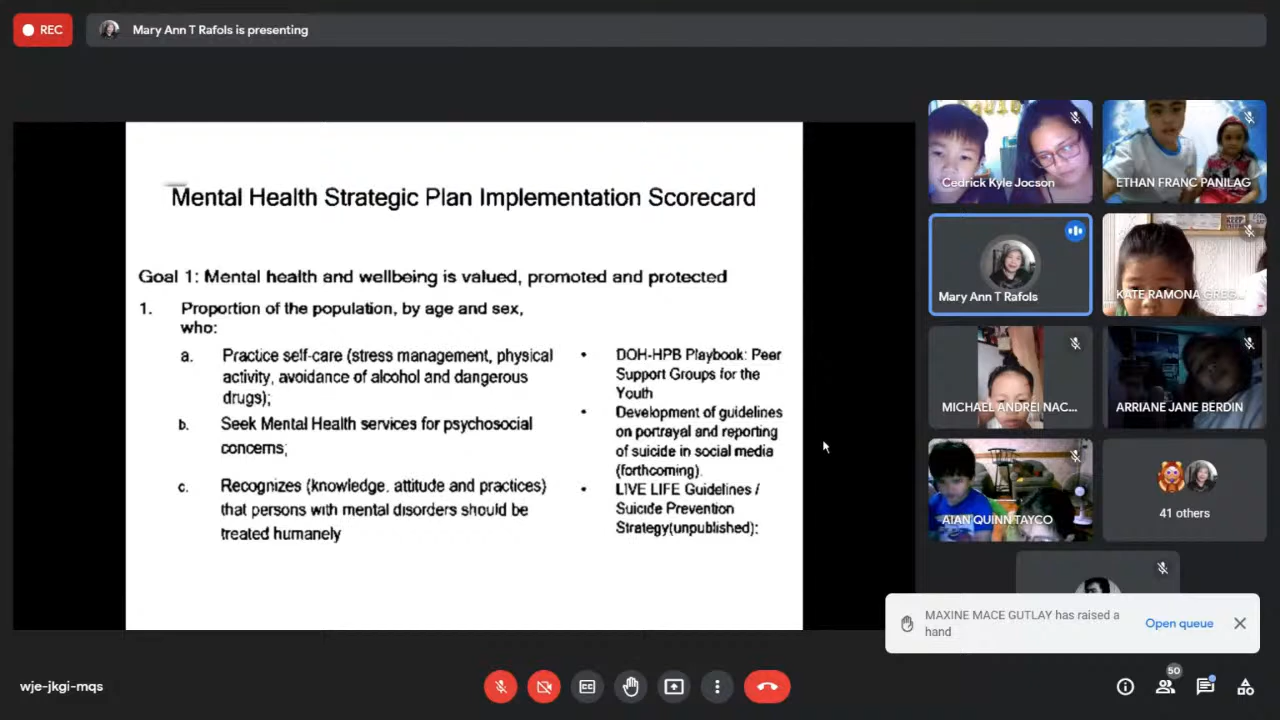 REC
Mary Ann T Rafols is presenting
Mental Health Strategic Plan Implementation Scorecard
Goal 1: Mental health and wellbeing is valued, promoted and protected
1. Proportion of the population, by age and sex,
who:
a. Practice self-care (stress management, physical
activity, avoidance of alcohol and dangerous
drugs);
b. Seek Mental Health services for psychosocial
concerns;
c. Recognizes (knowledge, attitude and practices)
that persons with mental disorders should be
treated humanely
• DOH-HPB Playbook: Peer
Support Groups for the
Youth
• Development of guidelines
on portrayal and reporting
of suicide in social media
(forthcoming).
• LIVE LIFE Guidelines /
Suicide Prevention
Strategy(unpublished):
Cedrick Kyle Jocson
ETHAN FRANC PANILAG
Mary Ann T Rafols
KATE RAMONA GREG...
MICHAEL ANDREI NAC...
ARRIANE JANE BERDIN
AIAN QUINN TAYCO
41 others
MAXINE MACE GUTLAY has raised a
hand
Open queue
wje-jkgi-mqs
50